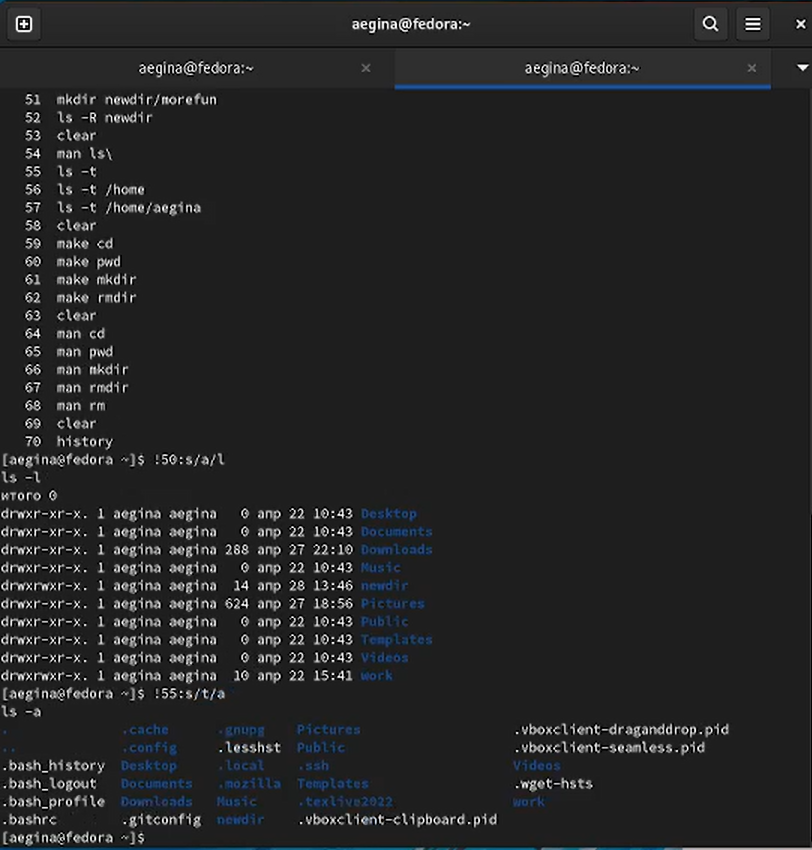 aegina@fedora:~
aegina@fedora:~ aegina@fedora:~
51 mkdir newdir/morefun
52 ls -R newdir
53 clear
54 man ls\
55 ls -t
56 ls -t /home
57 ls -t /home/aegina
58 clear
59 make cd
60 make pwd
61 make mkdir
62 make rmdir
63 clear
64 man cd
65 man pwd
66 man mkdir
67 man rmdir
68 man rm
69 clear
70 history
[aegina@fedora ~]$ !50:s/a/l
ls -l
итого 0
drwxr-xr-x. 1 aegina aegina 0 апр 22 10:43 Desktop
drwxr-xr-x. 1 aegina aegina 0 апр 22 10:43 Documents
drwxr-xr-x. 1 aegina aegina 288 апр 27 22:10 Downloads
drwxr-xr-x. 1 aegina aegina 0 апр 22 10:43 Music
drwxrwxr-x. 1 aegina aegina 14 апр 28 13:46 newdir
drwxr-xr-x. 1 aegina aegina 624 апр 27 18:56 Pictures
drwxr-xr-x. 1 aegina aegina 0 апр 22 10:43 Public
drwxr-xr-x. 1 aegina aegina 0 апр 22 10:43 Templates
drwxr-xr-x. 1 aegina aegina 0 апр 22 10:43 Videos
drwxrwxr-x. 1 aegina aegina 10 апр 22 15:41 work
[aegina@fedora ~]$ !55:s/t/a
ls -a
. .cache .gnupg Pictures .vboxclient-draganddrop.pid
.. .config .lesshst Public .vboxclient-seamless.pid
.bash_history Desktop .local .ssh Videos
.bash_logout Documents .mozilla Templates .wget-hsts
.bash_profile Downloads Music .texlive2022 work
.bashrc .gitconfig newdir .vboxclient-clipboard.pid
[aegina@fedora ~]$